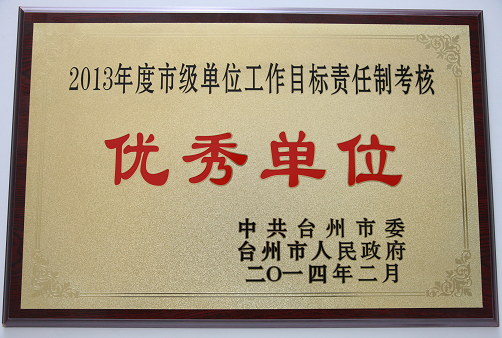 2013年度市级单位工作目标责任制考核
优秀单位
中共台州市委
台州市人民政府
二〇一四年二月